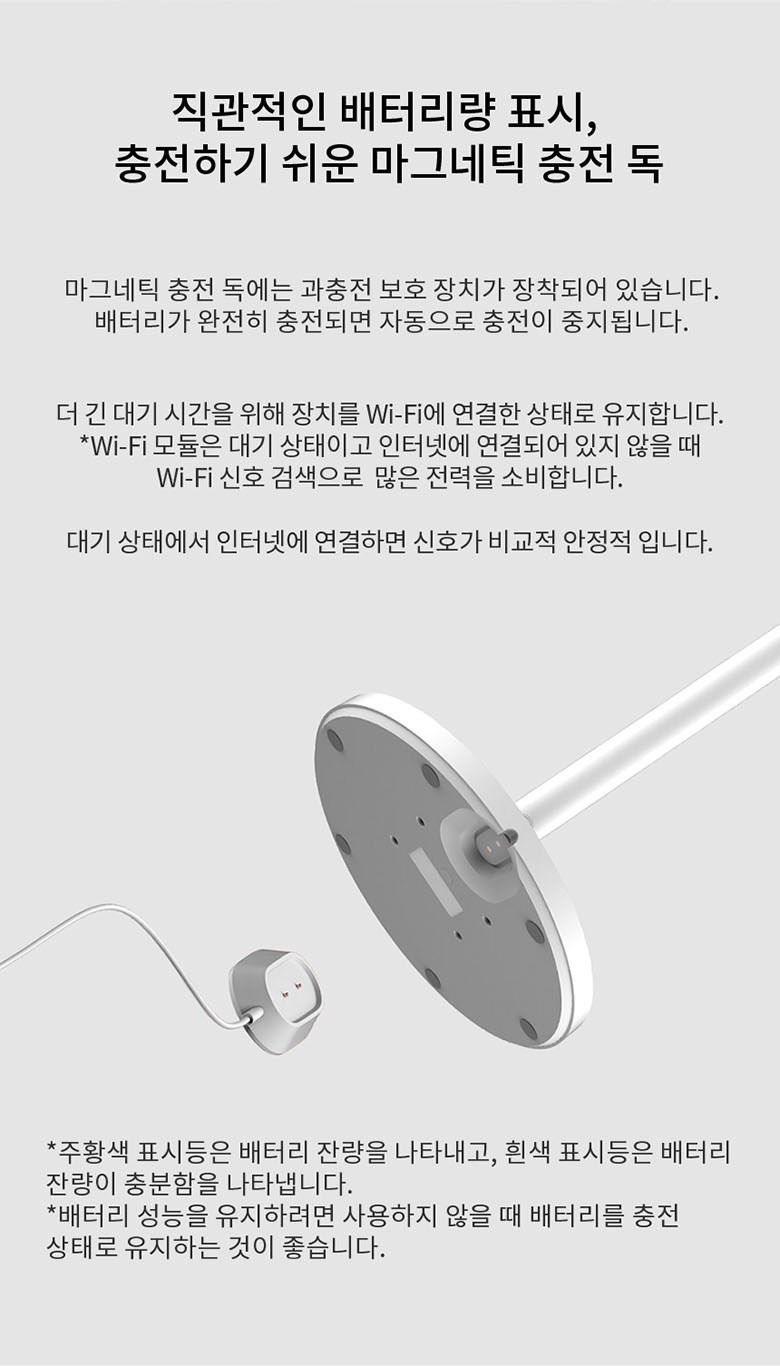 직관적인 배터리량 표시,
충전하기 쉬운 마그네틱 충전 독
마그네틱 충전 독에는 과충전 보호 장치가 장착되어 있습니다.
배터리가 완전히 충전되면 자동으로 충전이 중지됩니다.
더 긴 대기 시간을 위해 장치를 Wi-Fi에 연결한 상태로 유지합니다.
*Wi-Fi 모듈은 대기 상태이고 인터넷에 연결되어 있지 않을 때
Wi-Fi 신호 검색으로 많은 전력을 소비합니다.
대기 상태에서 인터넷에 연결하면 신호가 비교적 안정적 입니다.
*주황색 표시등은 배터리 잔량을 나타내고, 흰색 표시등은 배터리
잔량이 충분함을 나타냅니다.
*배터리 성능을 유지하려면 사용하지 않을 때 배터리를 충전
상태로 유지하는 것이 좋습니다.